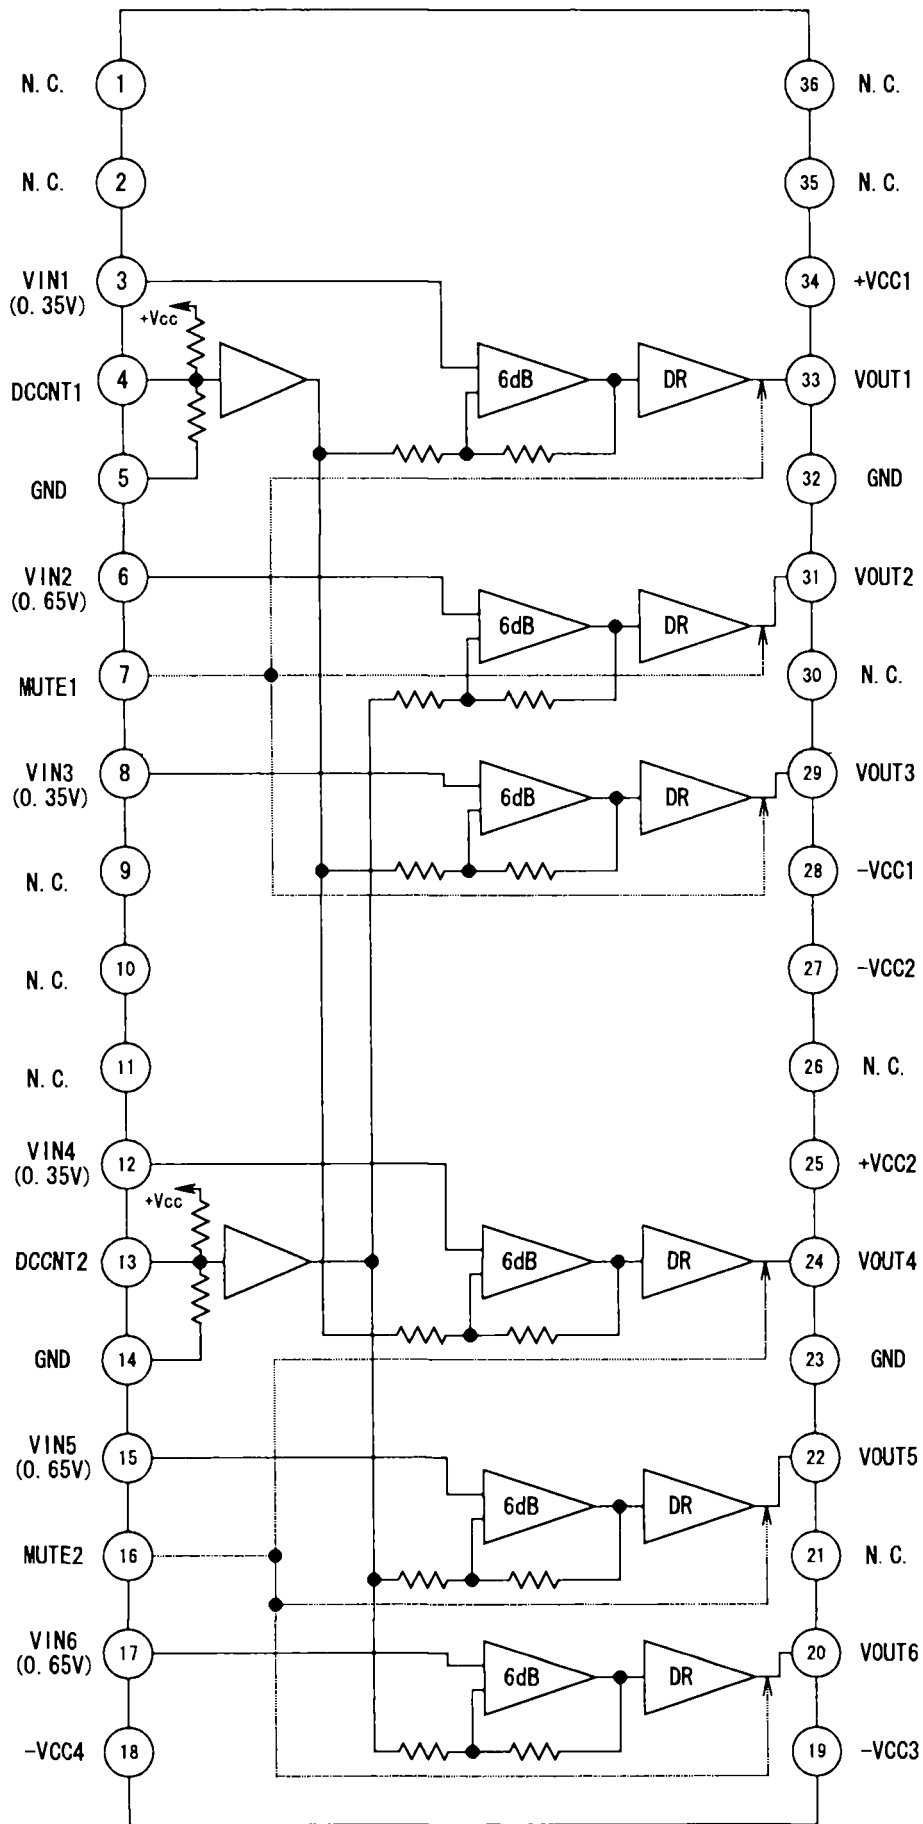 N. C. 1 36 N. C.
N. C. 2 35 N. C.
VIN1 3 34 +VCC1
(0. 35V)
+Vcc
DCCNT1 4 6dB DR 33 VOUT1
GND 5 32 GND
VIN2 6 31 VOUT2
(0. 65V)
6dB DR
MUTE1 7 30 N. C.
VIN3 8 29 VOUT3
(0. 35V)
6dB DR
N. C. 9 28 -VCC1
N. C. 10 27 -VCC2
N. C. 11 26 N. C.
VIN4 12 25 +VCC2
(0. 35V)
+Vcc
DCCNT2 13 6dB DR 24 VOUT4
GND 14 23 GND
VIN5 15 22 VOUT5
(0. 65V)
6dB DR
MUTE2 16 21 N. C.
VIN6 17 20 VOUT6
(0. 65V)
6dB DR
-VCC4 18 19 -VCC3